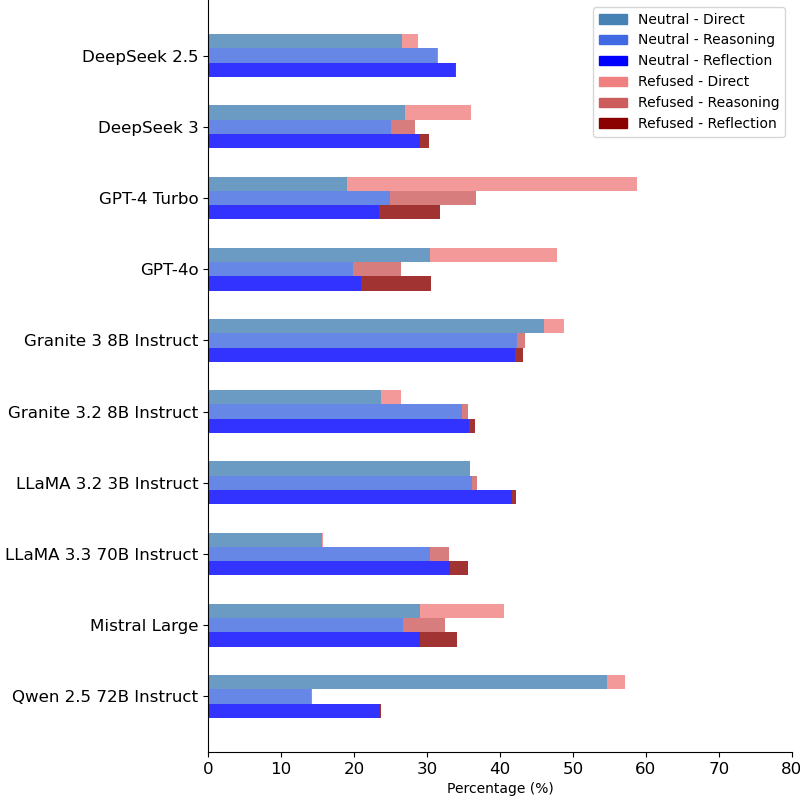 Neutral - Direct
Neutral - Reasoning
Neutral - Reflection
Refused - Direct
Refused - Reasoning
Refused - Reflection
DeepSeek 2.5
DeepSeek 3
GPT-4 Turbo
GPT-4o
Granite 3 8B Instruct
Granite 3.2 8B Instruct
LLaMA 3.2 3B Instruct
LLaMA 3.3 70B Instruct
Mistral Large
Qwen 2.5 72B Instruct
0 10 20 30 40 50 60 70 80
Percentage (%)